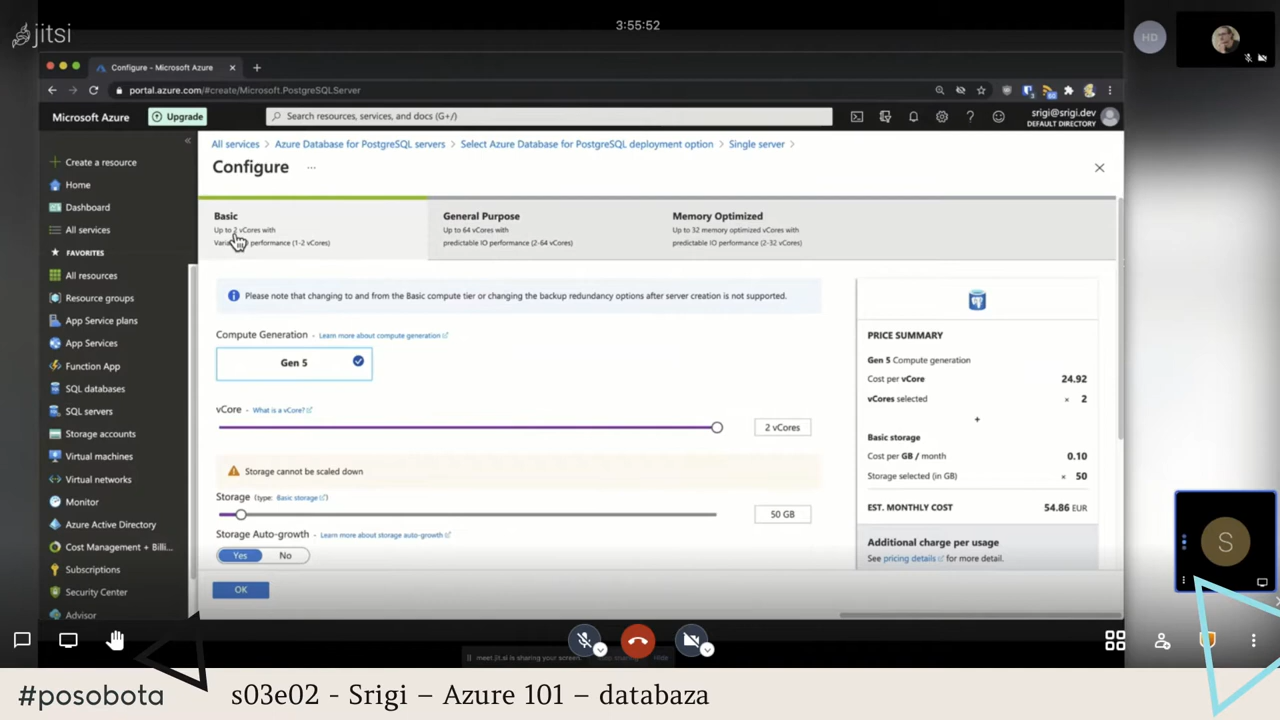 jitsi
3:55:52
HD
Configure - Microsoft Azure
portal.azure.com/#create/Microsoft.PostgreSQLServer
Microsoft Azure
Upgrade
Search resources, services, and docs (G+/)
srigi@srigi.dev
DEFAULT DIRECTORY
All services > Azure Database for PostgreSQL servers > Select Azure Database for PostgreSQL deployment option > Single server >
Configure ...
Create a resource
Home
Dashboard
All services
FAVORITES
All resources
Resource groups
App Service plans
App Services
Function App
SQL databases
SQL servers
Storage accounts
Virtual machines
Virtual networks
Monitor
Azure Active Directory
Cost Management + Billi...
Subscriptions
Security Center
Advisor
Basic
Up to 2 vCores with
performance (1-2 vCores)
General Purpose
Up to 64 vCores with
predictable IO performance (2-64 vCores)
Memory Optimized
Up to 32 memory optimized vCores with
predictable IO performance (2-32 vCores)
Please note that changing to and from the Basic compute tier or changing the backup redundancy options after server creation is not supported.
Compute Generation - Learn more about compute generation
Gen 5
vCore - What is a vCore?
2 vCores
Storage cannot be scaled down
Storage (type: Basic storage)
50 GB
Storage Auto-growth - Learn more about storage auto-growth
Yes No
OK
PRICE SUMMARY
Gen 5 Compute generation
Cost per vCore 24.92
vCores selected × 2
+
Basic storage
Cost per GB / month 0.10
Storage selected (in GB) × 50
EST. MONTHLY COST 54.86 EUR
Additional charge per usage
See pricing details for more detail.
S
meet.jit.si is sharing your screen. Stop sharing Hide
#posobota
s03e02 - Srigi – Azure 101 – databaza